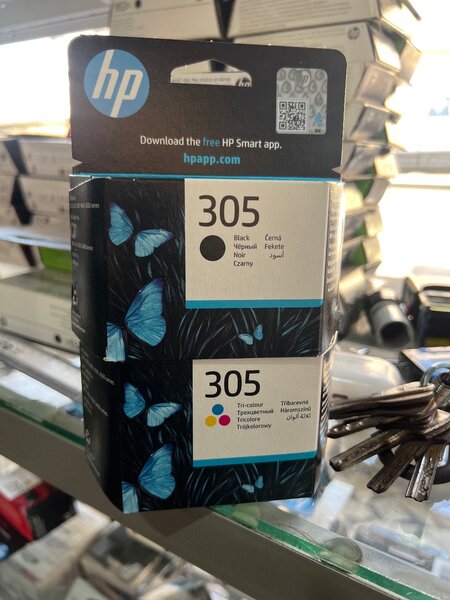 hp
Download the free HP Smart app.
hpapp.com
305
Black Černá
Чёрный Fekete
Noir أسود
Czarny
305
Tri-colour Tříbarevná
Трехцветный Háromszínű
Tricolore ثلاثة ألوان
Trójkolorowy